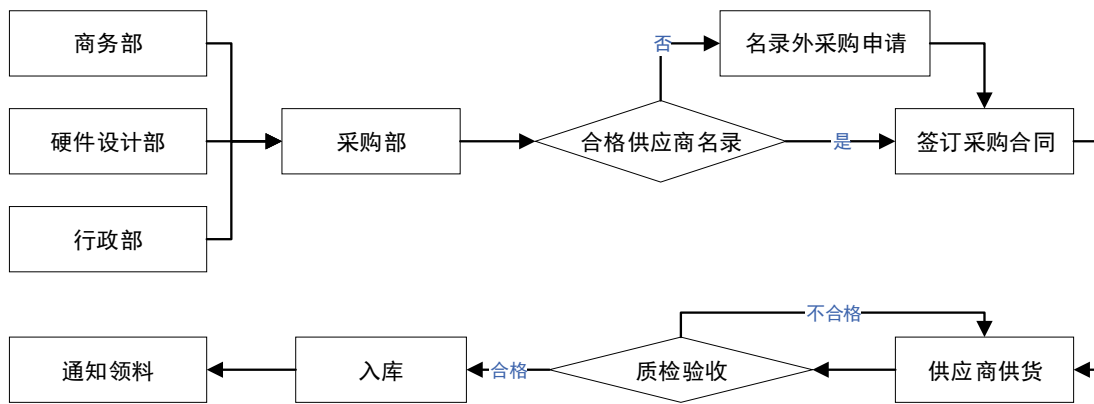 商务部
否
名录外采购申请
硬件设计部
采购部
合格供应商名录
是
签订采购合同
行政部
不合格
通知领料
入库
合格
质检验收
供应商供货